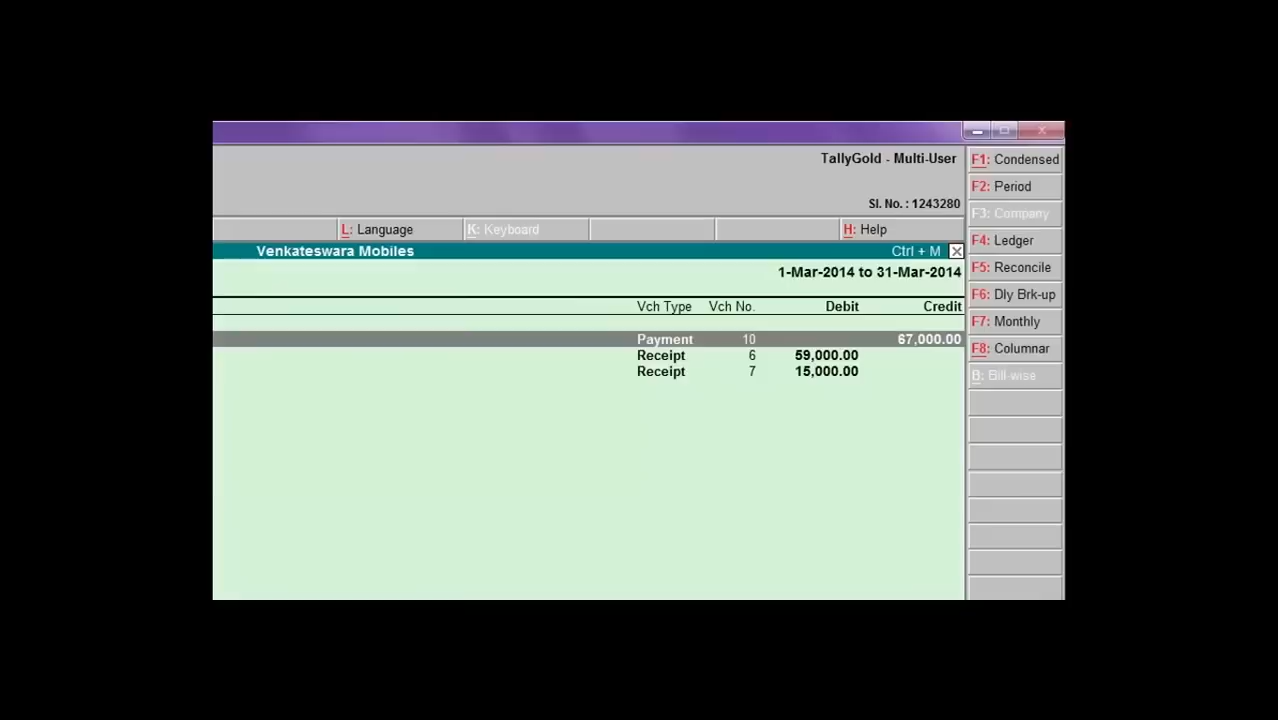 TallyGold - Multi-User
Sl. No. : 1243280
L: Language K: Keyboard H: Help
Venkateswara Mobiles Ctrl + M
1-Mar-2014 to 31-Mar-2014
Vch Type Vch No. Debit Credit
Payment 10 67,000.00
Receipt 6 59,000.00
Receipt 7 15,000.00
F1: Condensed
F2: Period
F3: Company
F4: Ledger
F5: Reconcile
F6: Dly Brk-up
F7: Monthly
F8: Columnar
B: Bill-wise